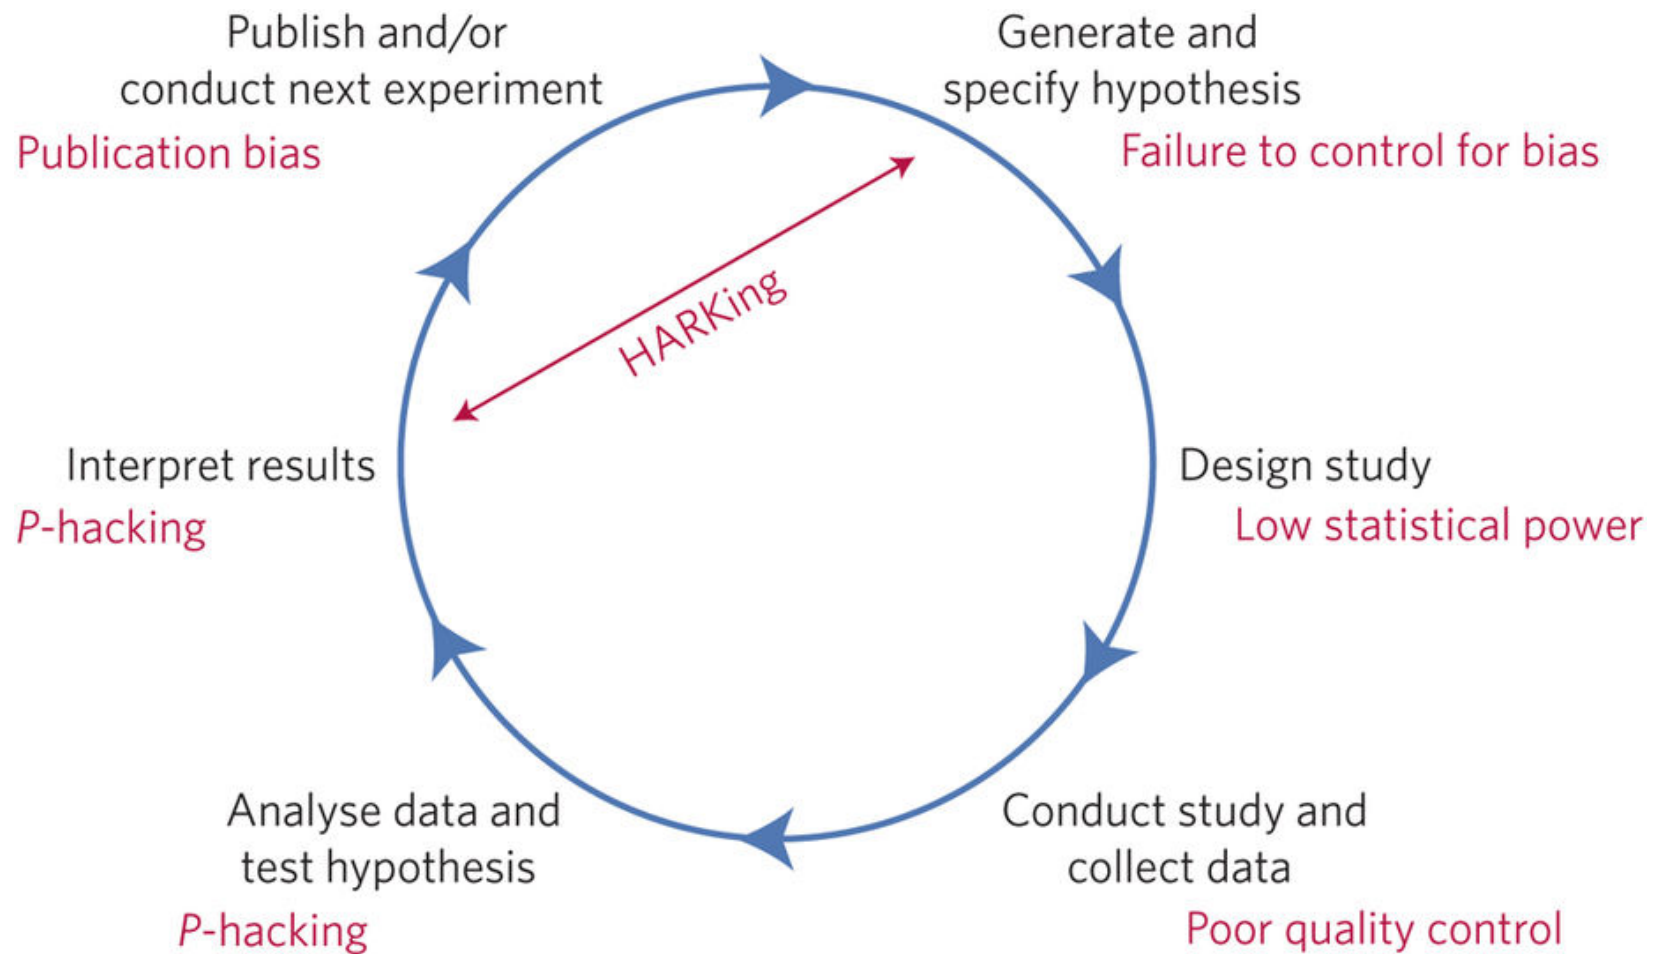 Publish and/or
conduct next experiment
Publication bias
Generate and
specify hypothesis
Failure to control for bias
HARKing
Interpret results
P-hacking
Design study
Low statistical power
Analyse data and
test hypothesis
P-hacking
Conduct study and
collect data
Poor quality control